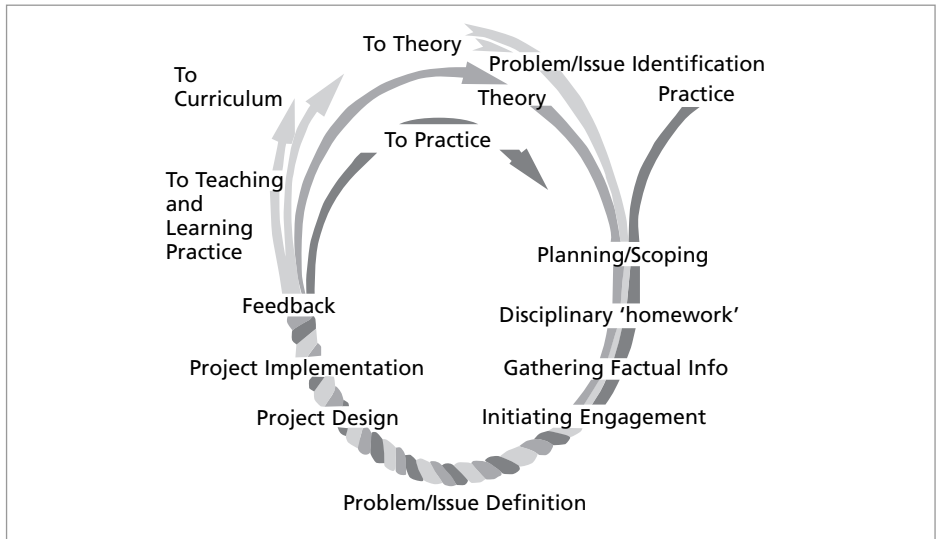 To Theory
Problem/Issue Identification
To
Curriculum
Theory
Practice
To Practice
To Teaching
and
Learning
Practice
Planning/Scoping
Feedback
Disciplinary ‘homework’
Project Implementation
Gathering Factual Info
Project Design
Initiating Engagement
Problem/Issue Definition